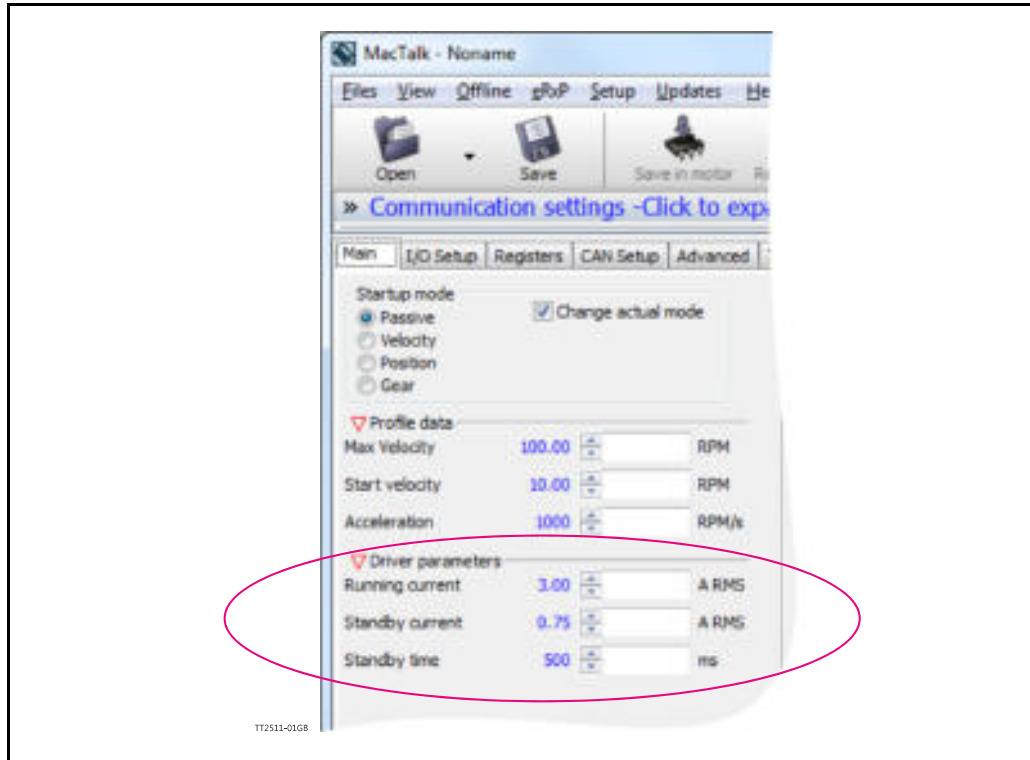 MacTalk - Noname
Files View Offline eRxP Setup Updates He
Open Save Save in motor
» Communication settings -Click to exp
Main I/O Setup Registers CAN Setup Advanced
Startup mode
Change actual mode
Passive
Velocity
Position
Gear
Profile data
Max Velocity 100.00 RPM
Start velocity 10.00 RPM
Acceleration 1000 RPM/s
Driver parameters
Running current 3.00 A RMS
Standby current 0.75 A RMS
Standby time 500 ms
TT2511-01GB